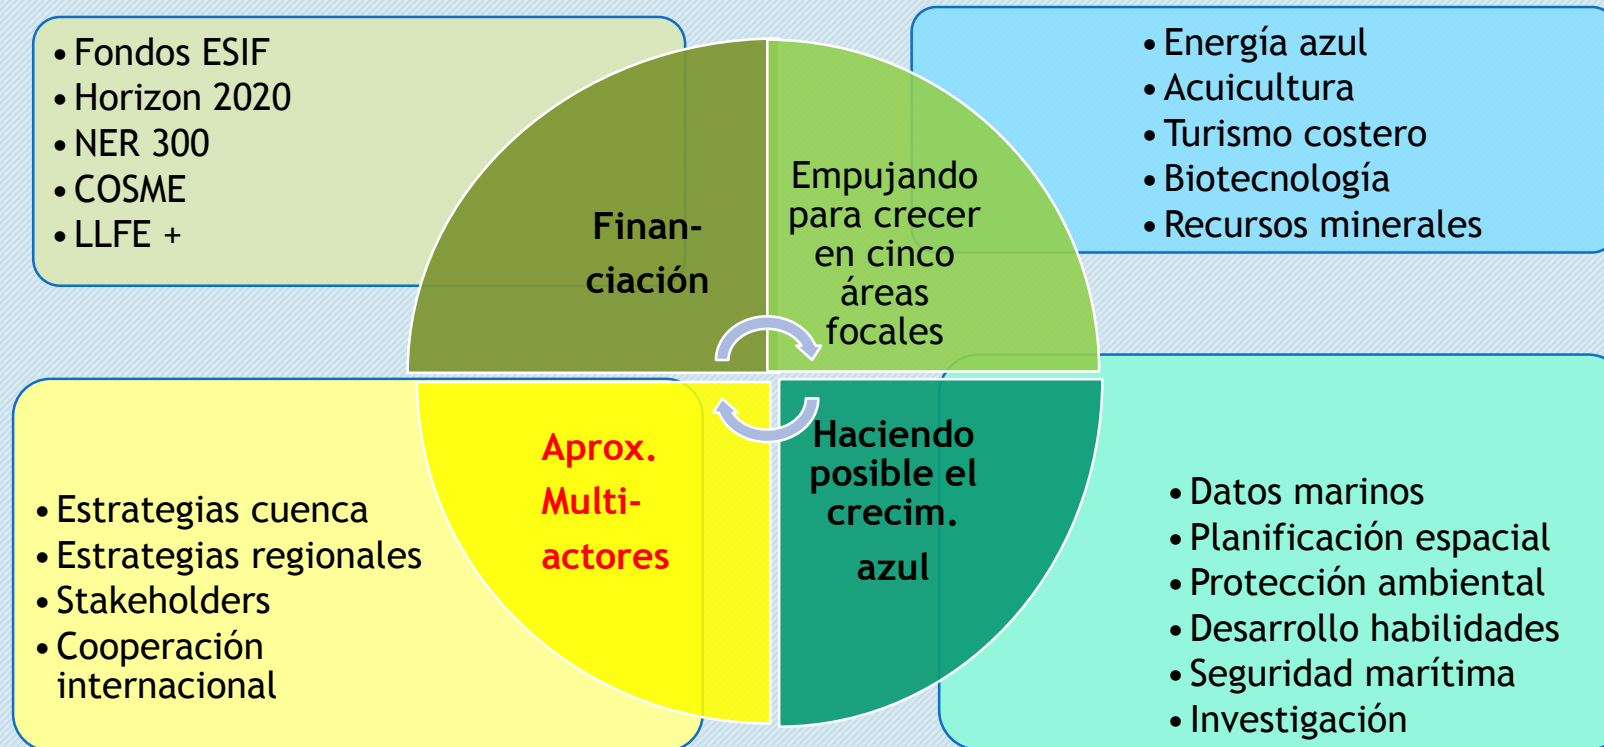 • Fondos ESIF
• Horizon 2020
• NER 300
• COSME
• LLFE +
Finan-
ciación
Empujando
para crecer
en cinco
áreas
focales
• Energía azul
• Acuicultura
• Turismo costero
• Biotecnología
• Recursos minerales
• Estrategias cuenca
• Estrategias regionales
• Stakeholders
• Cooperación
internacional
Aprox.
Multi-
actores
Haciendo
posible el
crecim.
azul
• Datos marinos
• Planificación espacial
• Protección ambiental
• Desarrollo habilidades
• Seguridad marítima
• Investigación